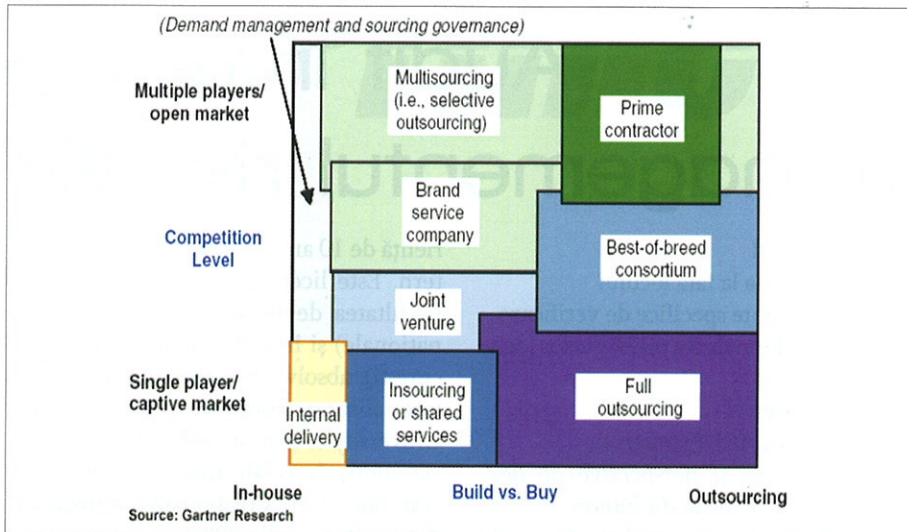 (Demand management and sourcing governance)
Multiple players/
open market
Multisourcing
(i.e., selective
outsourcing)
Prime
contractor
Brand
service
company
Competition
Level
Best-of-breed
consortium
Joint
venture
Single player/
captive market
Internal
delivery
Insourcing
or shared
services
Full
outsourcing
In-house
Build vs. Buy
Outsourcing
Source: Gartner Research